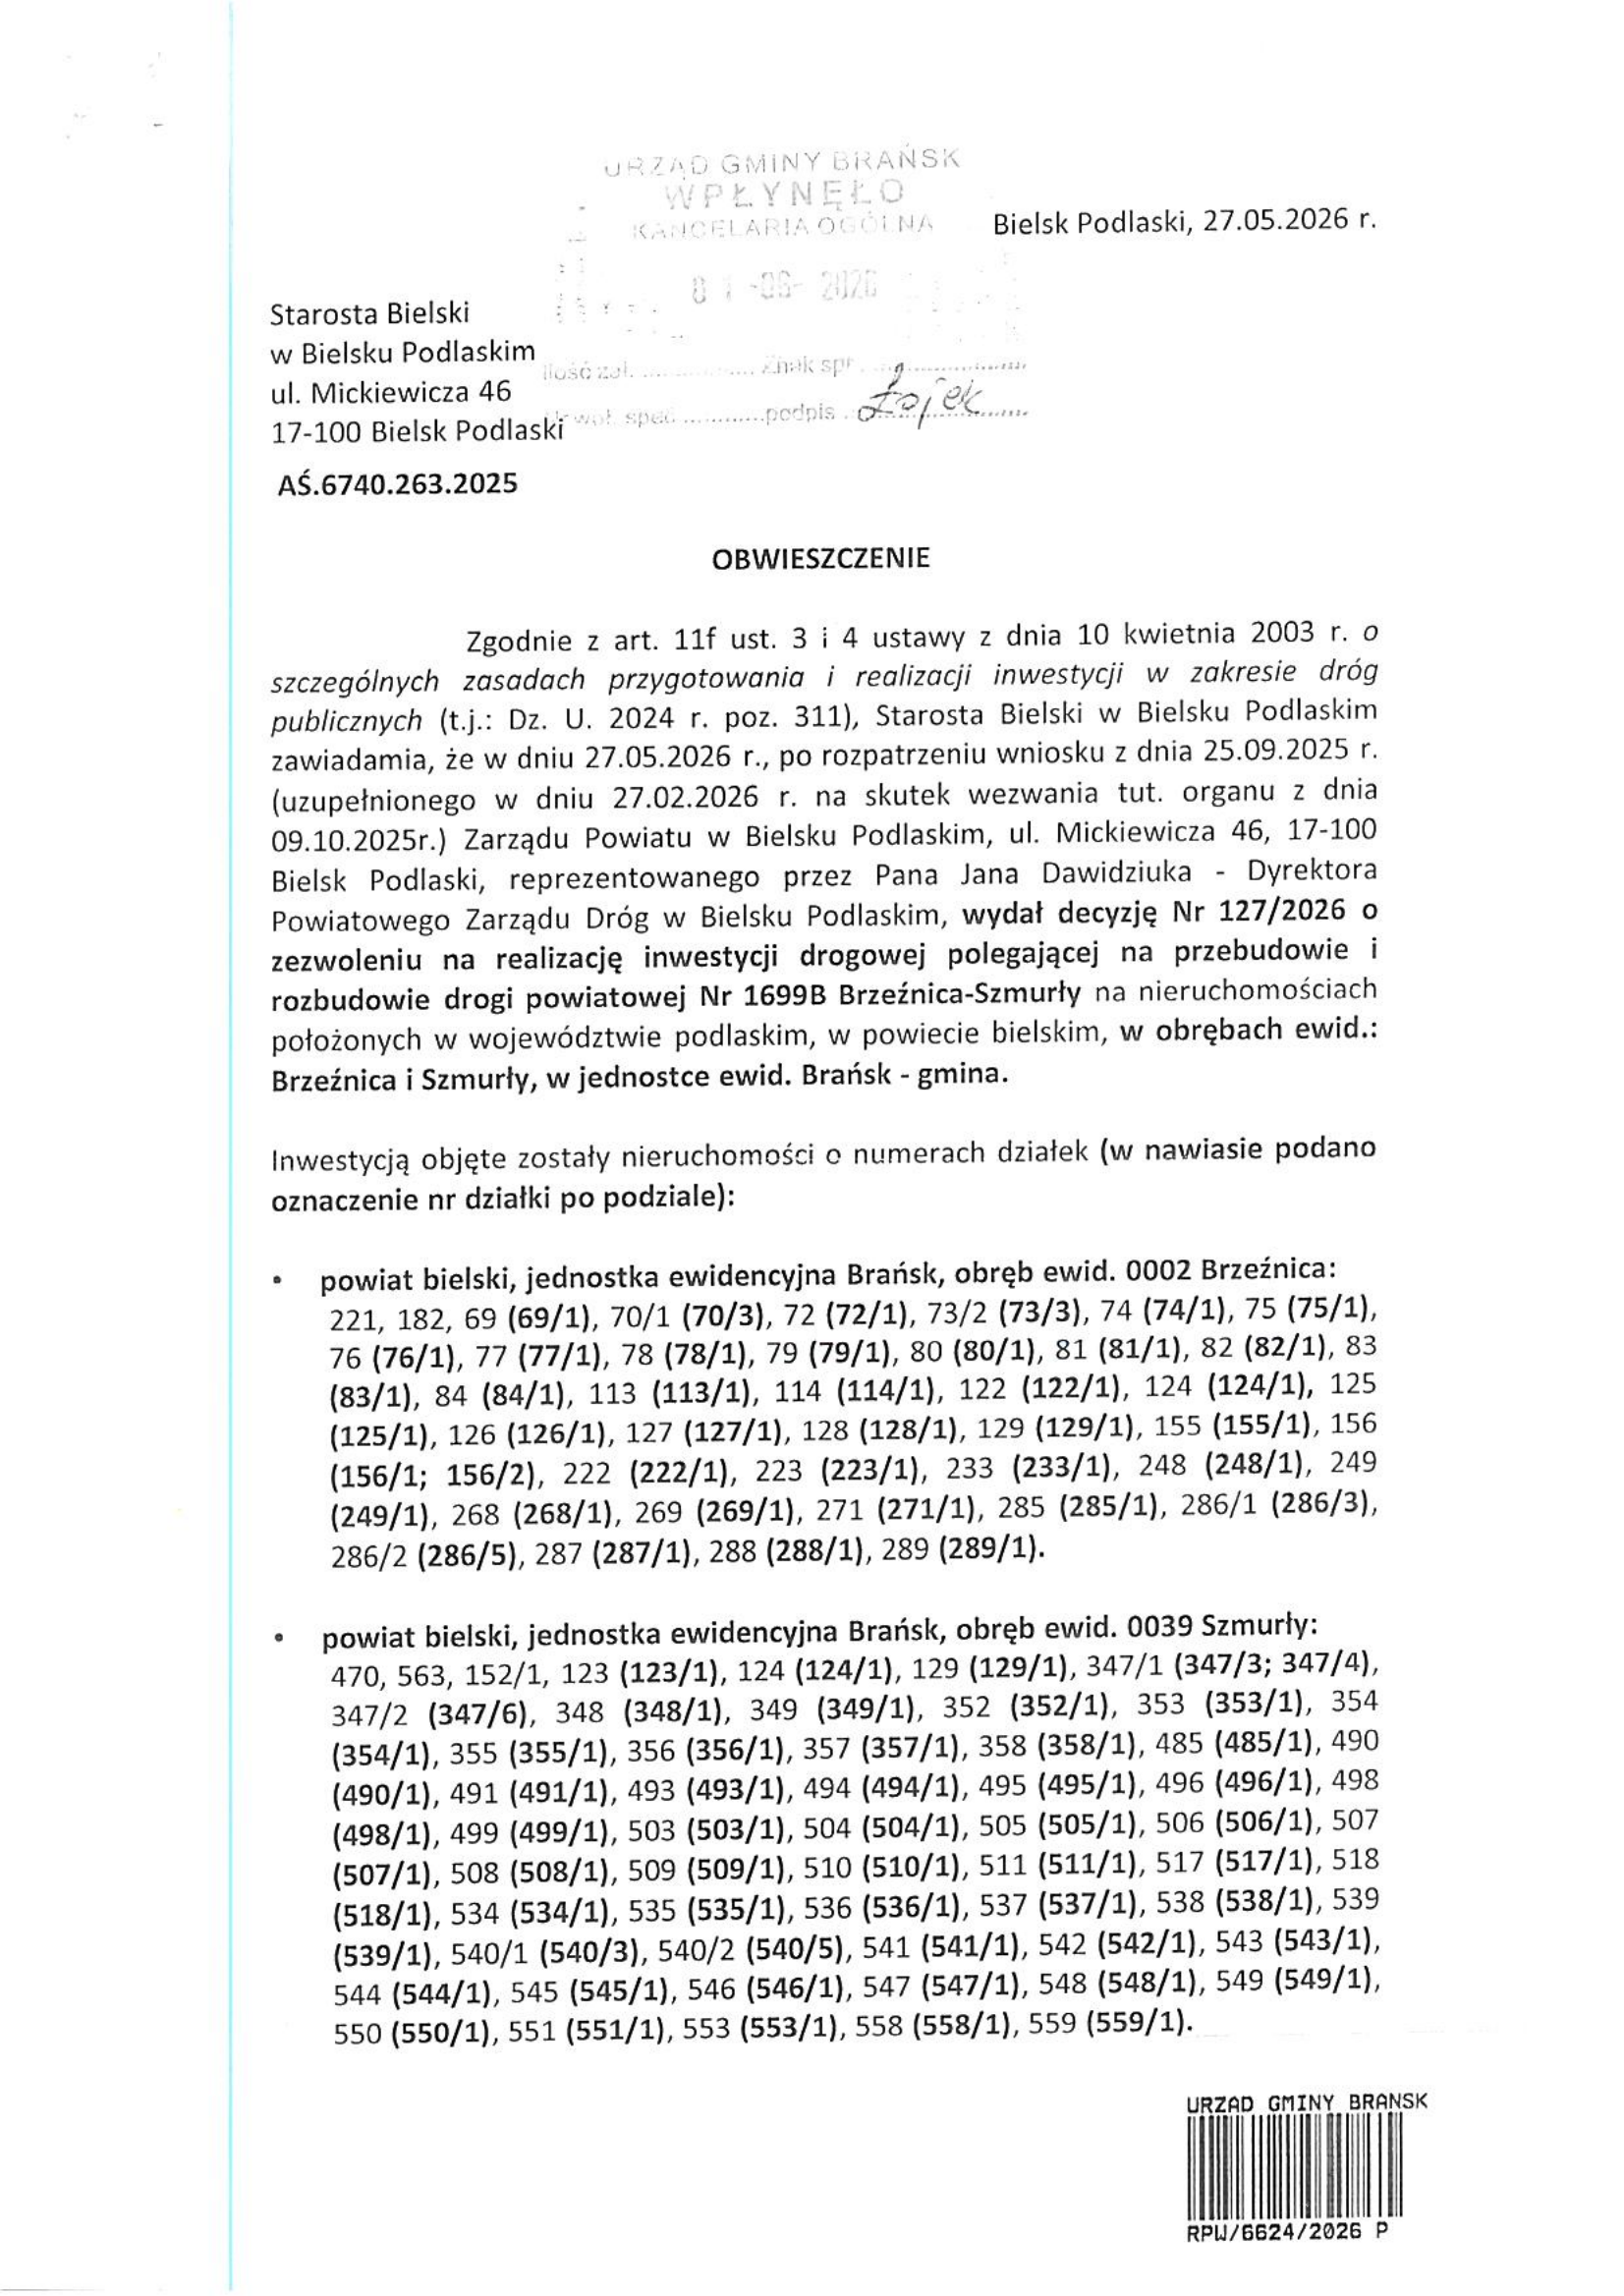 URZĄD GMINY BRAŃSK
WPŁYNĘŁO
KANCELARIA OGÓLNA
Bielsk Podlaski, 27.05.2026 r.
-06- 2026
Starosta Bielski
w Bielsku Podlaskim
ilość zał. ............... Znak spr. ..................
ul. Mickiewicza 46
podpis . Łojek
17-100 Bielsk Podlaski
AŚ.6740.263.2025
OBWIESZCZENIE
Zgodnie z art. 11f ust. 3 i 4 ustawy z dnia 10 kwietnia 2003 r. o
szczególnych zasadach przygotowania i realizacji inwestycji w zakresie dróg
publicznych (t.j.: Dz. U. 2024 r. poz. 311), Starosta Bielski w Bielsku Podlaskim
zawiadamia, że w dniu 27.05.2026 r., po rozpatrzeniu wniosku z dnia 25.09.2025 r.
(uzupełnionego w dniu 27.02.2026 r. na skutek wezwania tut. organu z dnia
09.10.2025r.) Zarządu Powiatu w Bielsku Podlaskim, ul. Mickiewicza 46, 17-100
Bielsk Podlaski, reprezentowanego przez Pana Jana Dawidziuka - Dyrektora
Powiatowego Zarządu Dróg w Bielsku Podlaskim, wydał decyzję Nr 127/2026 o
zezwoleniu na realizację inwestycji drogowej polegającej na przebudowie i
rozbudowie drogi powiatowej Nr 1699B Brzeźnica-Szmurły na nieruchomościach
położonych w województwie podlaskim, w powiecie bielskim, w obrębach ewid.:
Brzeźnica i Szmurły, w jednostce ewid. Brańsk - gmina.
Inwestycją objęte zostały nieruchomości o numerach działek (w nawiasie podano
oznaczenie nr działki po podziale):
• powiat bielski, jednostka ewidencyjna Brańsk, obręb ewid. 0002 Brzeźnica:
221, 182, 69 (69/1), 70/1 (70/3), 72 (72/1), 73/2 (73/3), 74 (74/1), 75 (75/1),
76 (76/1), 77 (77/1), 78 (78/1), 79 (79/1), 80 (80/1), 81 (81/1), 82 (82/1), 83
(83/1), 84 (84/1), 113 (113/1), 114 (114/1), 122 (122/1), 124 (124/1), 125
(125/1), 126 (126/1), 127 (127/1), 128 (128/1), 129 (129/1), 155 (155/1), 156
(156/1; 156/2), 222 (222/1), 223 (223/1), 233 (233/1), 248 (248/1), 249
(249/1), 268 (268/1), 269 (269/1), 271 (271/1), 285 (285/1), 286/1 (286/3),
286/2 (286/5), 287 (287/1), 288 (288/1), 289 (289/1).
• powiat bielski, jednostka ewidencyjna Brańsk, obręb ewid. 0039 Szmurły:
470, 563, 152/1, 123 (123/1), 124 (124/1), 129 (129/1), 347/1 (347/3; 347/4),
347/2 (347/6), 348 (348/1), 349 (349/1), 352 (352/1), 353 (353/1), 354
(354/1), 355 (355/1), 356 (356/1), 357 (357/1), 358 (358/1), 485 (485/1), 490
(490/1), 491 (491/1), 493 (493/1), 494 (494/1), 495 (495/1), 496 (496/1), 498
(498/1), 499 (499/1), 503 (503/1), 504 (504/1), 505 (505/1), 506 (506/1), 507
(507/1), 508 (508/1), 509 (509/1), 510 (510/1), 511 (511/1), 517 (517/1), 518
(518/1), 534 (534/1), 535 (535/1), 536 (536/1), 537 (537/1), 538 (538/1), 539
(539/1), 540/1 (540/3), 540/2 (540/5), 541 (541/1), 542 (542/1), 543 (543/1),
544 (544/1), 545 (545/1), 546 (546/1), 547 (547/1), 548 (548/1), 549 (549/1),
550 (550/1), 551 (551/1), 553 (553/1), 558 (558/1), 559 (559/1).
URZAD GMINY BRANSK
RPW/6624/2026 P